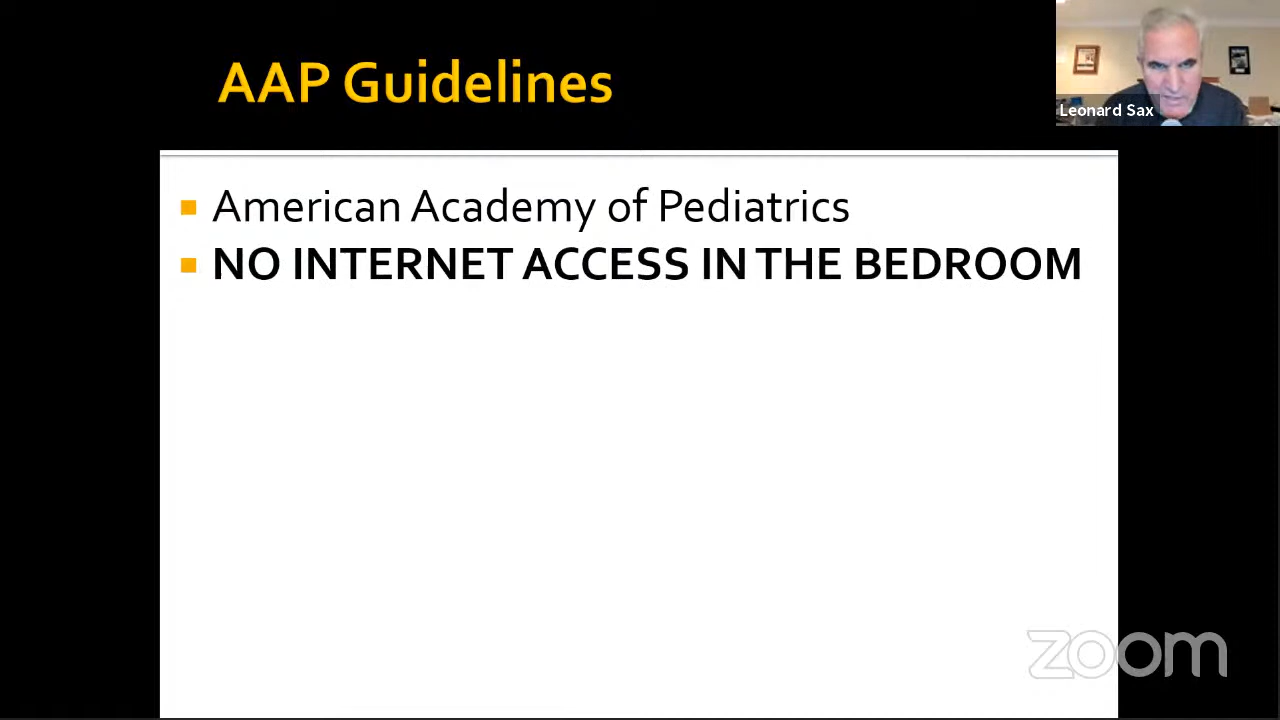 AAP Guidelines
Leonard Sax
American Academy of Pediatrics
NO INTERNET ACCESS IN THE BEDROOM
zoom